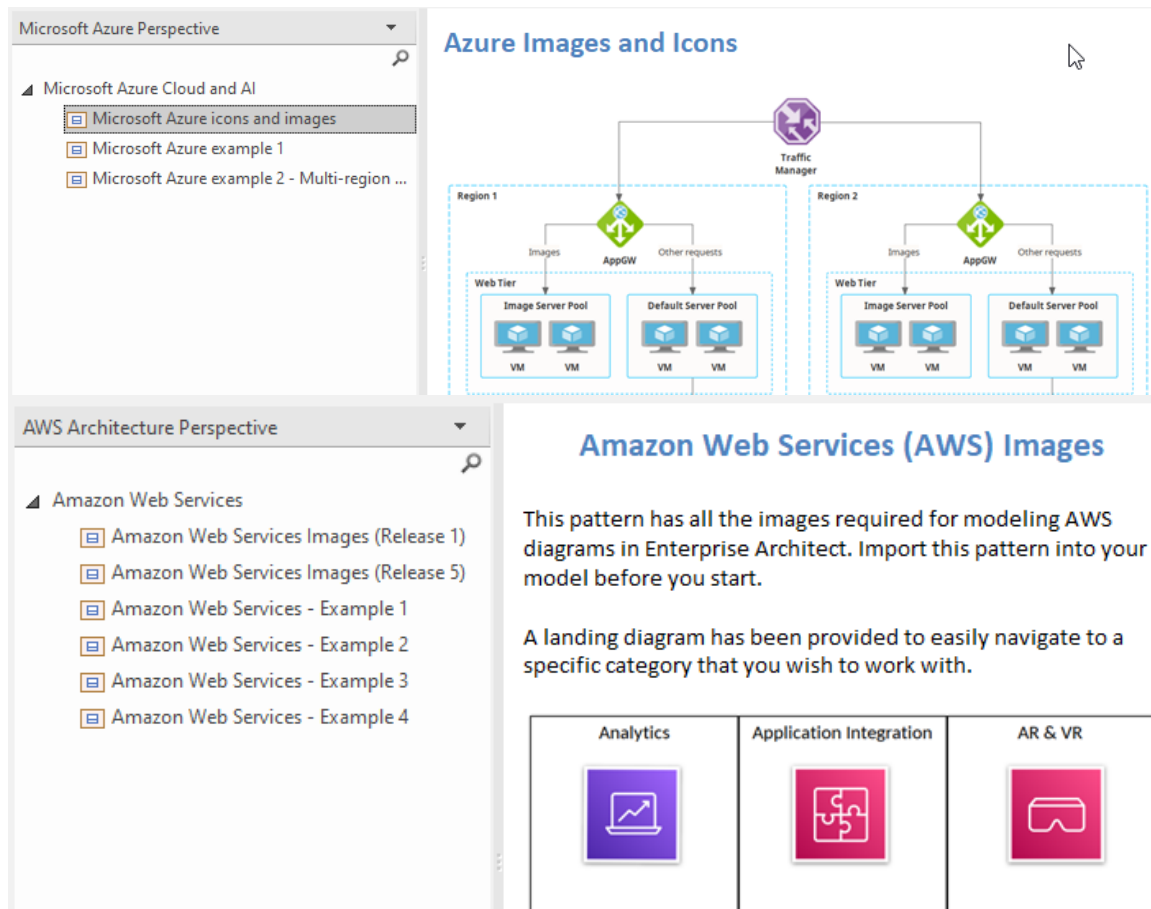 Microsoft Azure Perspective
Microsoft Azure Cloud and AI
Microsoft Azure icons and images
Microsoft Azure example 1
Microsoft Azure example 2 - Multi-region ...
Azure Images and Icons
Traffic
Manager
Region 1
Images
AppGW
Other requests
Web Tier
Image Server Pool
Default Server Pool
VM VM VM VM
Region 2
Images
AppGW
Other requests
Web Tier
Image Server Pool
Default Server Pool
VM VM VM VM
AWS Architecture Perspective
Amazon Web Services
Amazon Web Services Images (Release 1)
Amazon Web Services Images (Release 5)
Amazon Web Services - Example 1
Amazon Web Services - Example 2
Amazon Web Services - Example 3
Amazon Web Services - Example 4
Amazon Web Services (AWS) Images
This pattern has all the images required for modeling AWS
diagrams in Enterprise Architect. Import this pattern into your
model before you start.
A landing diagram has been provided to easily navigate to a
specific category that you wish to work with.
Analytics
Application Integration
AR & VR